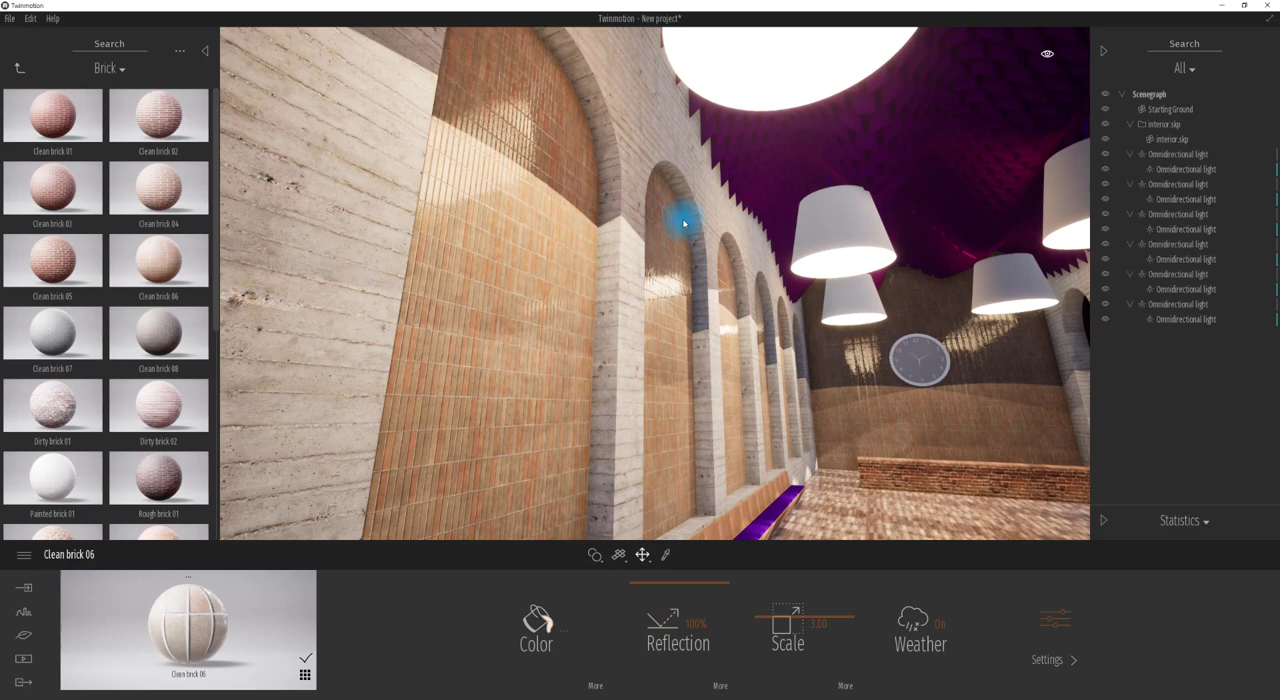 Twinmotion
File Edit Help
Twinmotion - New project*
Search
...
Brick
Clean brick 01
Clean brick 02
Clean brick 03
Clean brick 04
Clean brick 05
Clean brick 06
Clean brick 07
Clean brick 08
Dirty brick 01
Dirty brick 02
Painted brick 01
Rough brick 01
Search
All
Scenegraph
Starting Ground
interior.skp
interior.skp
Omnidirectional light
Omnidirectional light
Omnidirectional light
Omnidirectional light
Omnidirectional light
Omnidirectional light
Omnidirectional light
Omnidirectional light
Omnidirectional light
Omnidirectional light
Omnidirectional light
Omnidirectional light
Statistics
Clean brick 06
Clean brick 06
Color ...
Reflection 100%
Scale 3.00
Weather On
Settings
More
More
More